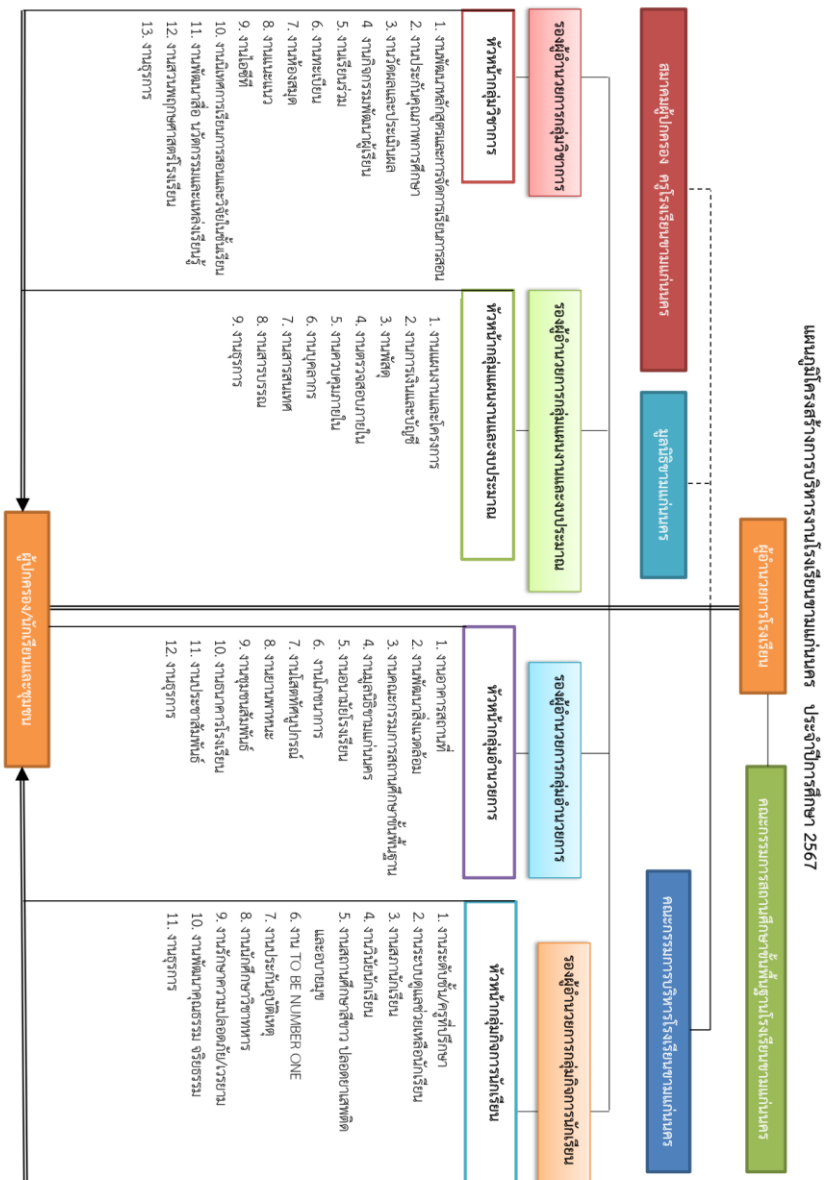 แผนภูมิโครงสร้างการบริหารงานโรงเรียนขามแก่นนคร ประจำปีการศึกษา 2567
ผู้อำนวยการโรงเรียน
คณะกรรมการสถานศึกษาขั้นพื้นฐานโรงเรียนขามแก่นนคร
สมาคมผู้ปกครอง ครูโรงเรียนขามแก่นนคร
มูลนิธิขามแก่นนคร
คณะกรรมการบริหารโรงเรียนขามแก่นนคร
รองผู้อำนวยการกลุ่มวิชาการ
หัวหน้ากลุ่มวิชาการ
1. งานพัฒนาหลักสูตรและการจัดการเรียนการสอน
2. งานประกันคุณภาพการศึกษา
3. งานวัดผลและประเมินผล
4 งานกิจกรรมพัฒนาผู้เรียน
5. งานเรียนร่วม
6. งานทะเบียน
7. งานห้องสมุด
8. งานแนะแนว
9. งานไอซีที
10. งานนิเทศการเรียนการสอนและวิจัยในชั้นเรียน
11. งานพัฒนาสื่อ นวัตกรรมและแหล่งเรียนรู้
12. งานสวนพฤกษศาสตร์โรงเรียน
13. งานธุรการ
รองผู้อำนวยการกลุ่มแผนงานและงบประมาณ
หัวหน้ากลุ่มแผนงานและงบประมาณ
1. งานแผนงานและโครงการ
2. งานการเงินและบัญชี
3. งานพัสดุ
4. งานตรวจสอบภายใน
5. งานควบคุมภายใน
6. งานบุคลากร
7. งานสารสนเทศ
8. งานสารบรรณ
9. งานธุรการ
รองผู้อำนวยการกลุ่มอำนวยการ
หัวหน้ากลุ่มอำนวยการ
1. งานอาคารสถานที่
2. งานพัฒนาสิ่งแวดล้อม
3. งานคณะกรรมการสถานศึกษาขั้นพื้นฐาน
4. งานมูลนิธิขามแก่นนคร
5. งานอนามัยโรงเรียน
6. งานโภชนาการ
7. งานโสตทัศนูปกรณ์
8. งานยานพาหนะ
9. งานชุมชนสัมพันธ์
10. งานธนาคารโรงเรียน
11. งานประชาสัมพันธ์
12. งานธุรการ
รองผู้อำนวยการกลุ่มกิจการนักเรียน
หัวหน้ากลุ่มกิจการนักเรียน
1. งานระดับชั้น/ครูที่ปรึกษา
2. งานระบบดูแลช่วยเหลือนักเรียน
3. งานสภานักเรียน
4. งานวินัยนักเรียน
5. งานสถานศึกษาสีขาว ปลอดยาเสพติด
และอบายมุข
6. งาน TO BE NUMBER ONE
7. งานประกันอุบัติเหตุ
8. งานนักศึกษาวิชาทหาร
9. งานรักษาความปลอดภัย/เวรยาม
10. งานพัฒนาคุณธรรม จริยธรรม
11. งานธุรการ
ผู้ปกครอง/นักเรียนและชุมชน